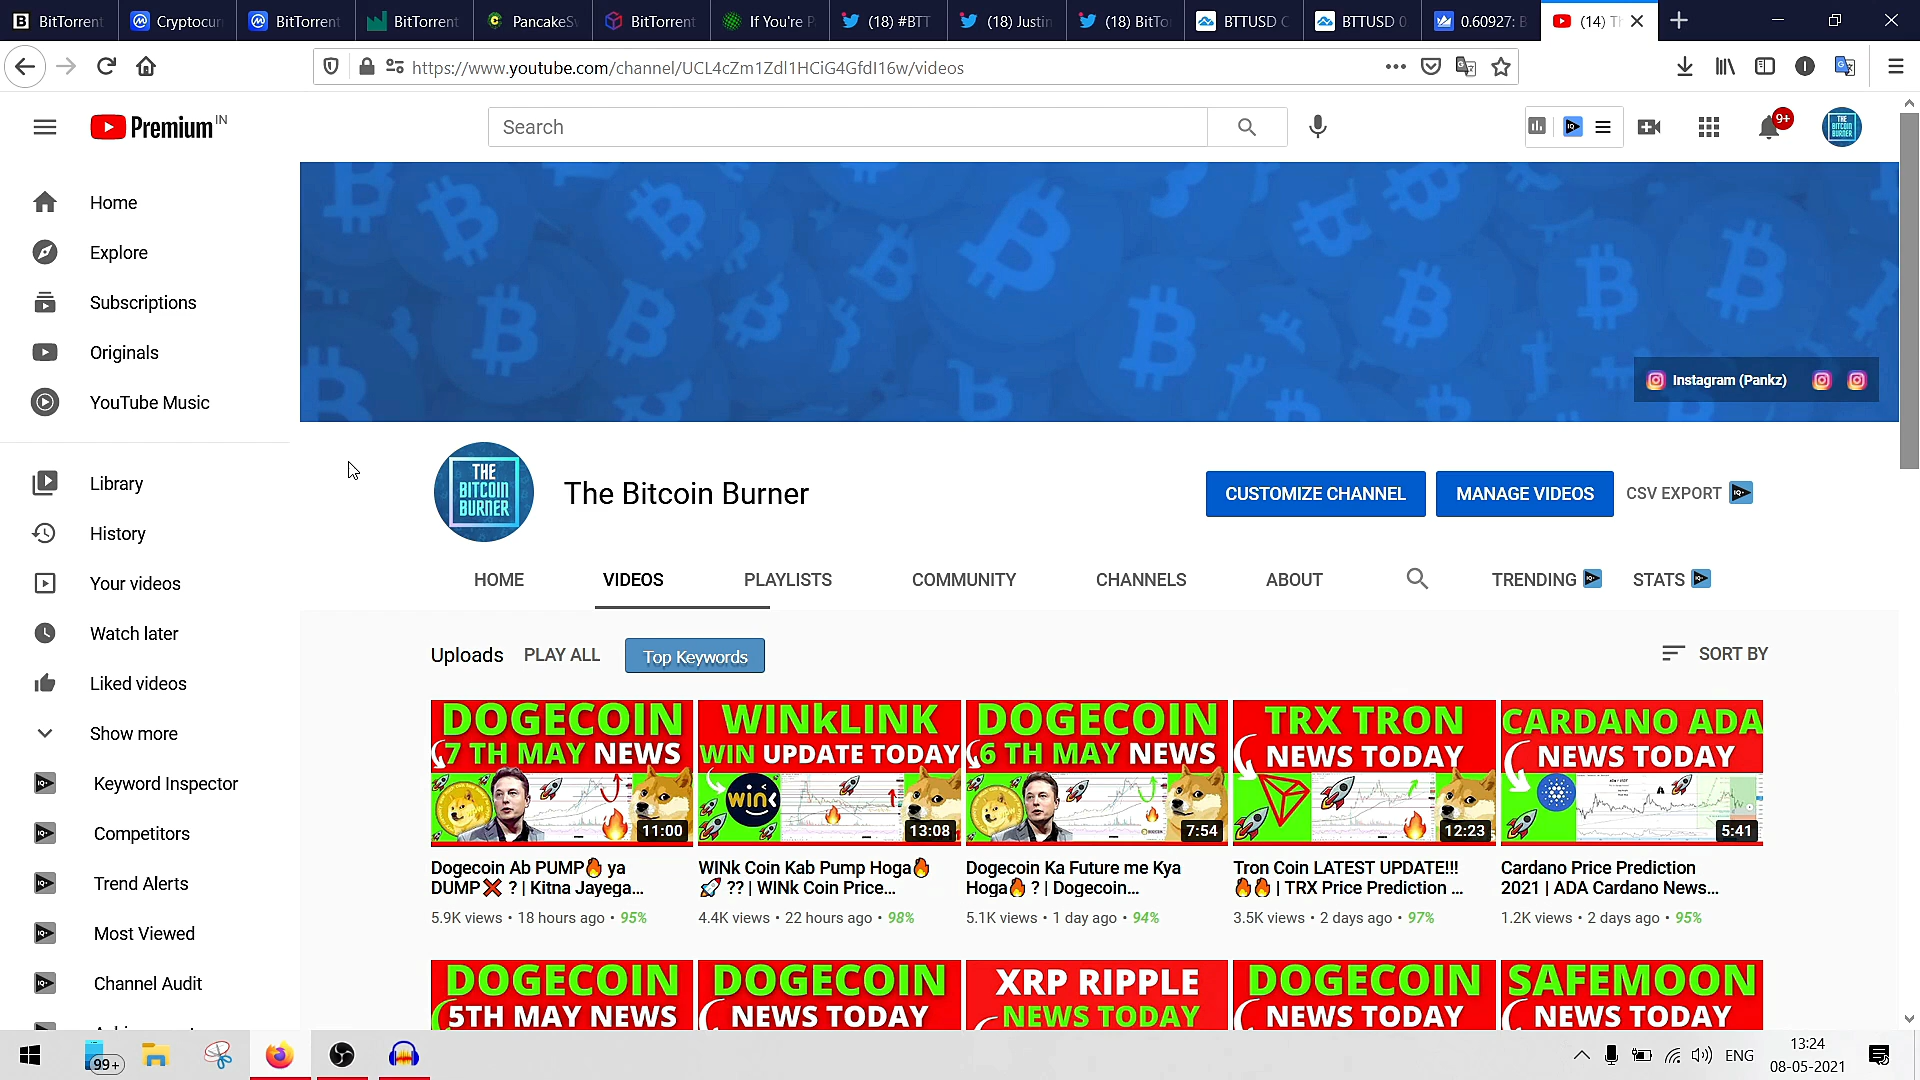 BitTorrent
Cryptocur
BitTorrent
BitTorrent
PancakeSw
BitTorrent
If You're P
(18) #BTT
(18) Justin
(18) BitTo
BTTUSD C
BTTUSD 0
0.60927: B
(14) T
https://www.youtube.com/channel/UCL4cZm1Zdl1HCiG4GfdI16w/videos
Premium IN
Search
9+
Home
Explore
Subscriptions
Originals
YouTube Music
Library
History
Your videos
Watch later
Liked videos
Show more
Keyword Inspector
Competitors
Trend Alerts
Most Viewed
Channel Audit
Instagram (Pankz)
THE
BITCOIN
BURNER
The Bitcoin Burner
CUSTOMIZE CHANNEL
MANAGE VIDEOS
CSV EXPORT
HOME
VIDEOS
PLAYLISTS
COMMUNITY
CHANNELS
ABOUT
TRENDING
STATS
Uploads
PLAY ALL
Top Keywords
SORT BY
DOGECOIN
7 TH MAY NEWS
11:00
Dogecoin Ab PUMP🔥 ya
DUMP❌ ? | Kitna Jayega...
5.9K views • 18 hours ago • 95%
WINkLINK
WIN UPDATE TODAY
WINK
13:08
WINk Coin Kab Pump Hoga🔥
🚀 ?? | WINk Coin Price...
4.4K views • 22 hours ago • 98%
DOGECOIN
6 TH MAY NEWS
7:54
Dogecoin Ka Future me Kya
Hoga🔥 ? | Dogecoin...
5.1K views • 1 day ago • 94%
TRX TRON
NEWS TODAY
12:23
Tron Coin LATEST UPDATE!!!
🔥🔥 | TRX Price Prediction ...
3.5K views • 2 days ago • 97%
CARDANO ADA
NEWS TODAY
5:41
Cardano Price Prediction
2021 | ADA Cardano News...
1.2K views • 2 days ago • 95%
DOGECOIN
5TH MAY NEWS
DOGECOIN
NEWS TODAY
XRP RIPPLE
NEWS TODAY
DOGECOIN
NEWS TODAY
SAFEMOON
NEWS TODAY
99+
ENG
13:24
08-05-2021